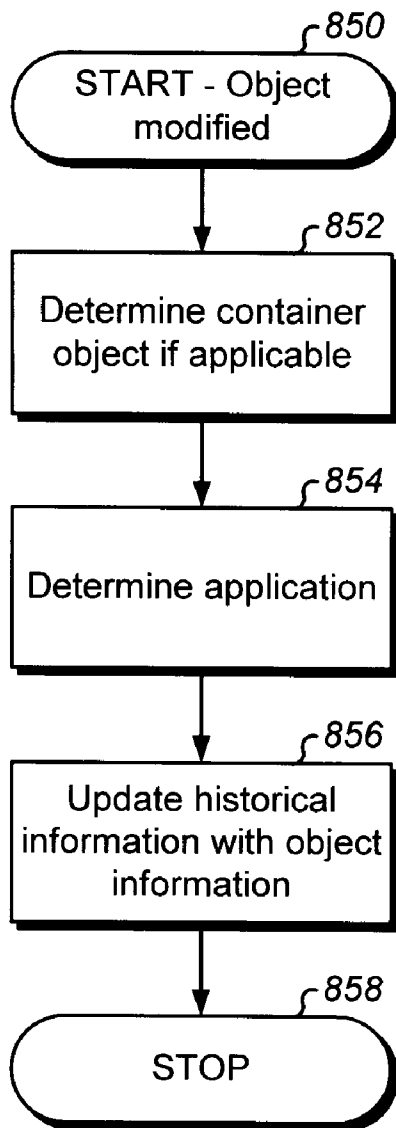 850
START - Object
modified
852
Determine container
object if applicable
854
Determine application
856
Update historical
information with object
information
858
STOP